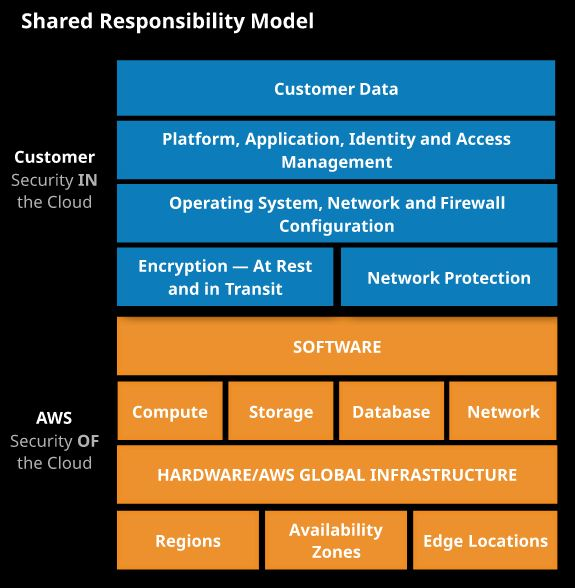 Shared Responsibility Model
Customer
Security IN
the Cloud
Customer Data
Platform, Application, Identity and Access
Management
Operating System, Network and Firewall
Configuration
Encryption — At Rest
and in Transit
Network Protection
AWS
Security OF
the Cloud
SOFTWARE
Compute
Storage
Database
Network
HARDWARE/AWS GLOBAL INFRASTRUCTURE
Regions
Availability
Zones
Edge Locations